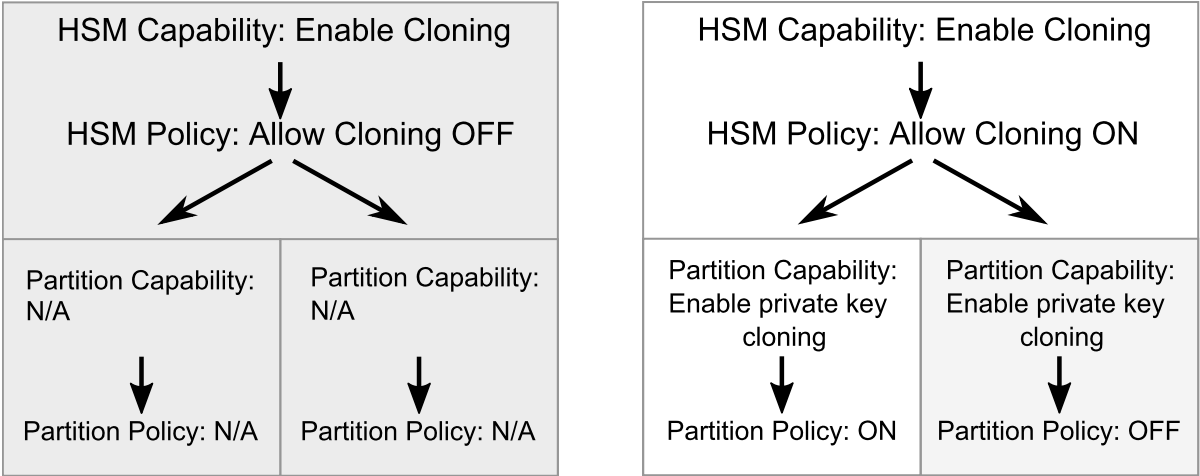 HSM Capability: Enable Cloning
HSM Policy: Allow Cloning OFF
Partition Capability:
N/A
Partition Policy: N/A
Partition Capability:
N/A
Partition Policy: N/A
HSM Capability: Enable Cloning
HSM Policy: Allow Cloning ON
Partition Capability:
Enable private key
cloning
Partition Policy: ON
Partition Capability:
Enable private key
cloning
Partition Policy: OFF